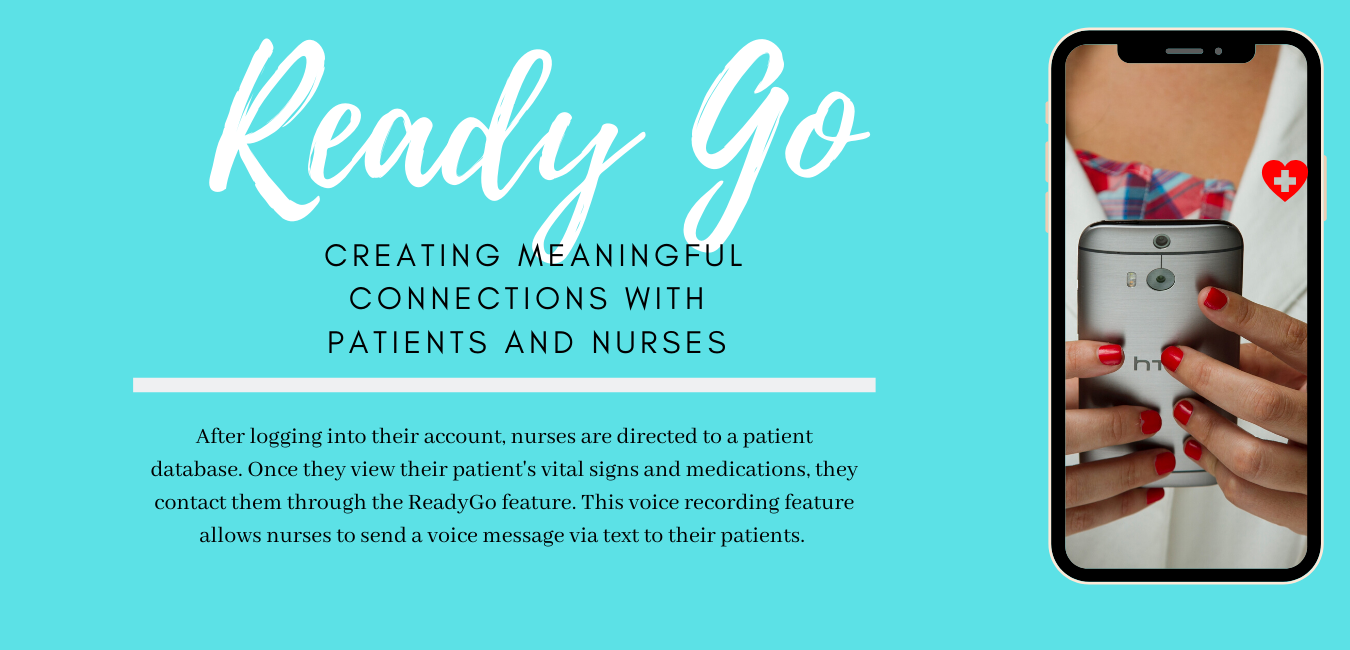 Ready Go
CREATING MEANINGFUL
CONNECTIONS WITH
PATIENTS AND NURSES
After logging into their account, nurses are directed to a patient
database. Once they view their patient's vital signs and medications, they
contact them through the ReadyGo feature. This voice recording feature
allows nurses to send a voice message via text to their patients.